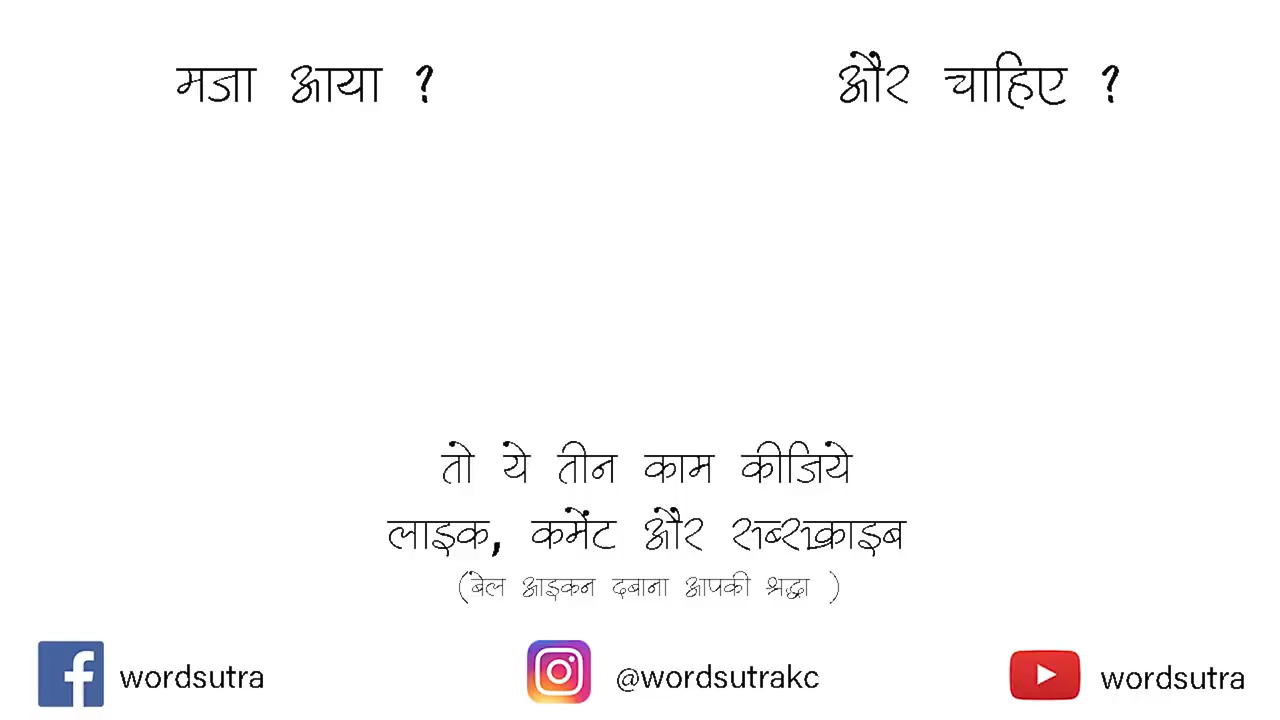 मजा आया ?
और चाहिए ?
तो ये तीन काम कीजिये
लाइक, कमेंट और सब्सक्राइब
(बेल आइकन दबाना आपकी श्रद्धा )
wordsutra
@wordsutrakc
wordsutra